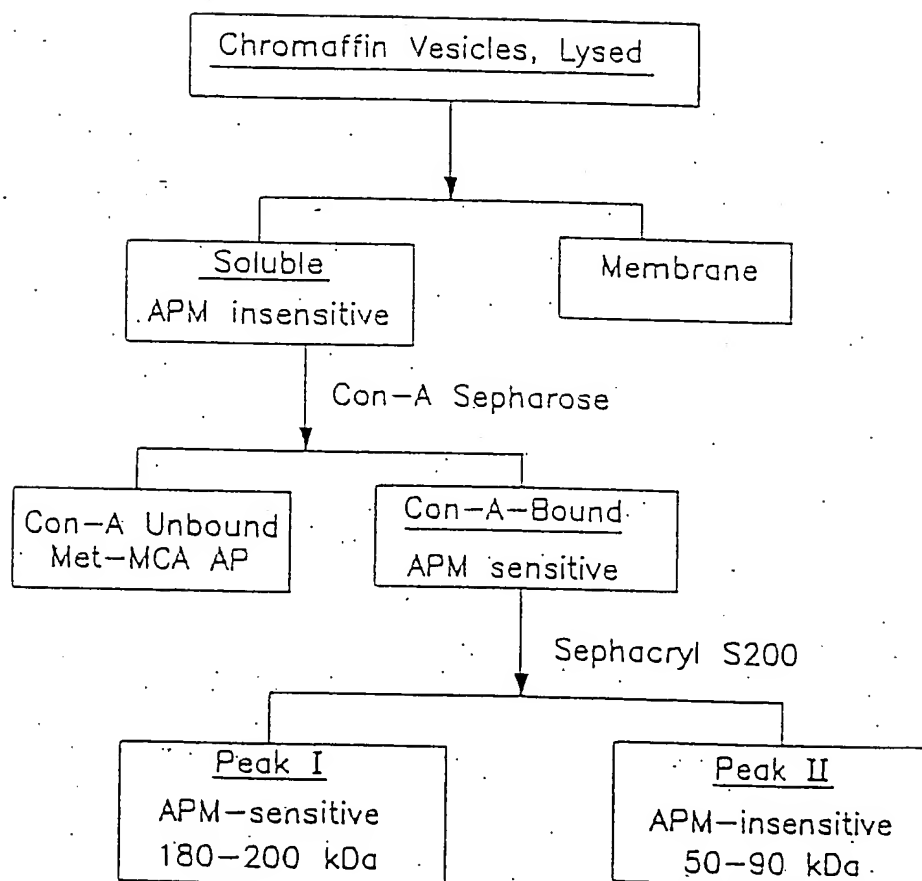 Chromaffin Vesicles, Lysed
Soluble
APM insensitive
Membrane
Con-A Sepharose
Con-A Unbound
Met-MCA AP
Con-A-Bound
APM sensitive
Sephacryl S200
Peak I
APM-sensitive
180-200 kDa
Peak II
APM-insensitive
50-90 kDa